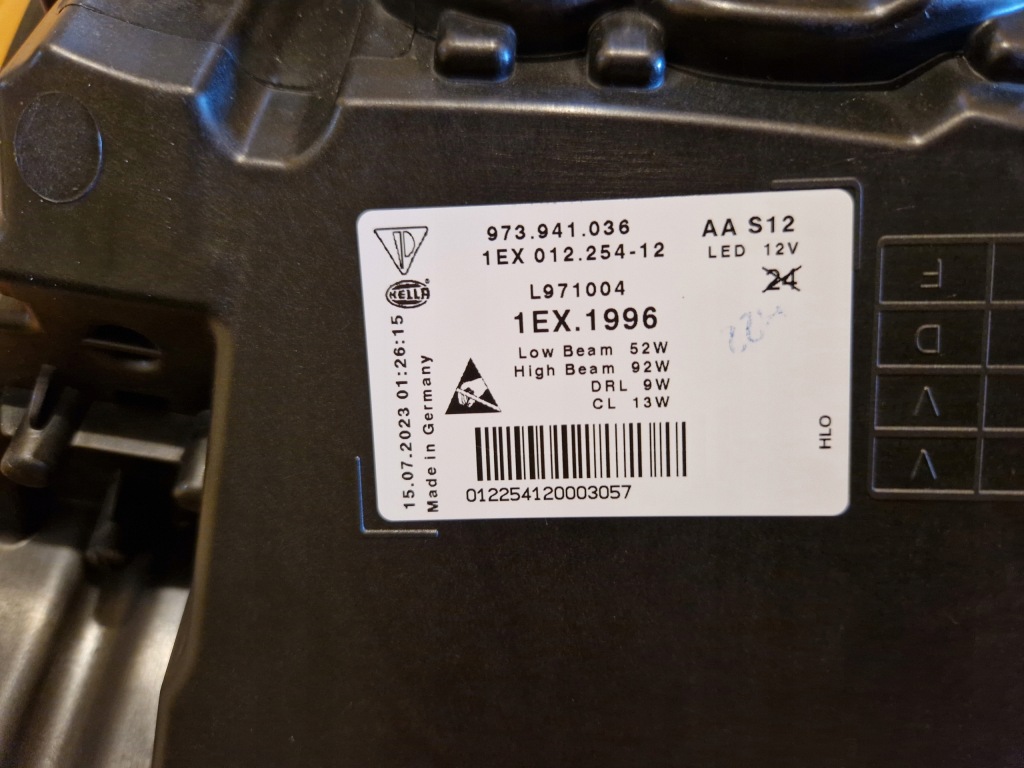 973.941.036
1EX 012.254-12
AA S12
LED 12V
24
HELLA
L971004
1EX.1996
Low Beam 52W
High Beam 92W
DRL 9W
CL 13W
15.07.2023 01:26:15
Made in Germany
012254120003057
HLO
F
D
V
V